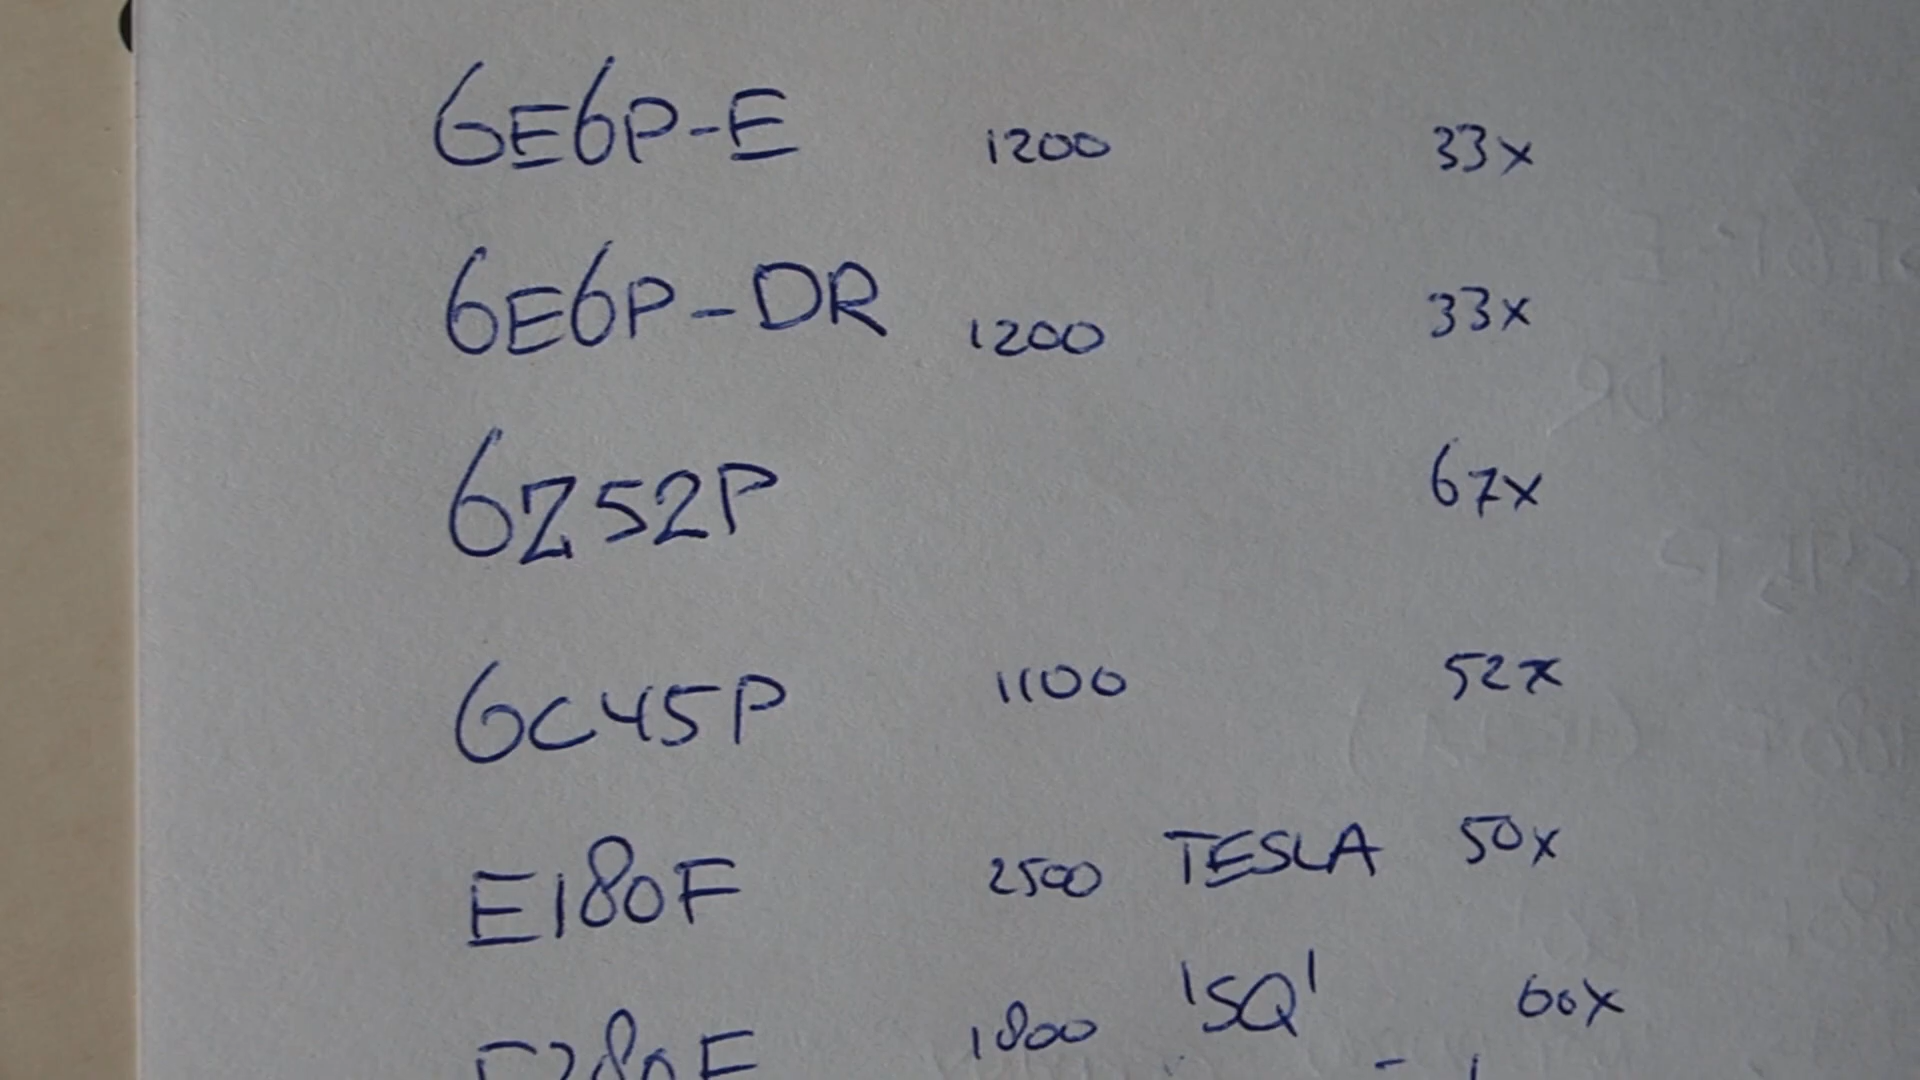 6E6P-E 1200 33x
6E6P-DR 1200 33x
6Z52P 67x
6C45P 1100 52x
E180F 2500 TESLA 50x
E280F 1800 'SQ' 60x